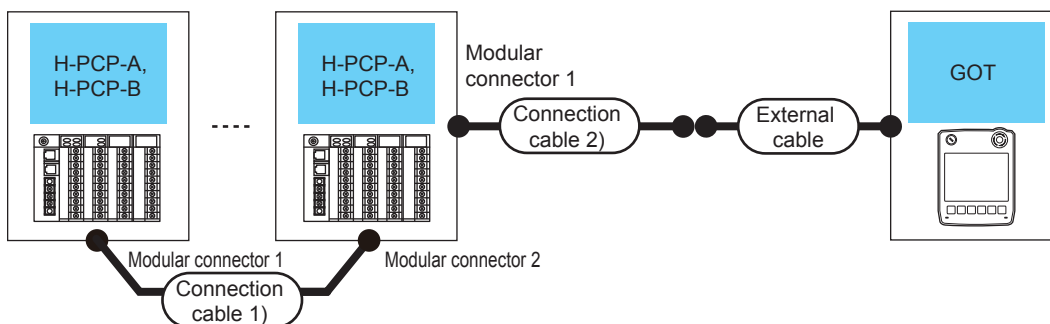 H-PCP-A,
H-PCP-B
H-PCP-A,
H-PCP-B
Modular
connector 1
Connection
cable 2)
External
cable
GOT
Modular connector 1
Modular connector 2
Connection
cable 1)